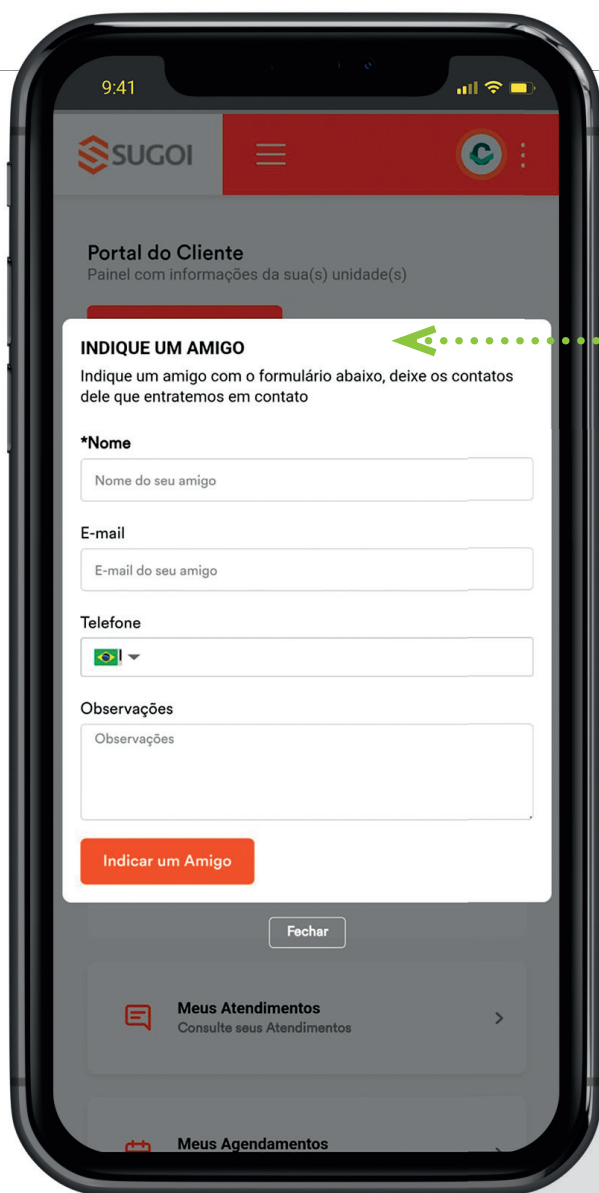 9:41
SUGOI
Portal do Cliente
Painel com informações da sua(s) unidade(s)
INDIQUE UM AMIGO
Indique um amigo com o formulário abaixo, deixe os contatos
dele que entratemos em contato
*Nome
Nome do seu amigo
E-mail
E-mail do seu amigo
Telefone
Observações
Observações
Indicar um Amigo
Fechar
Meus Atendimentos
Consulte seus Atendimentos
Meus Agendamentos